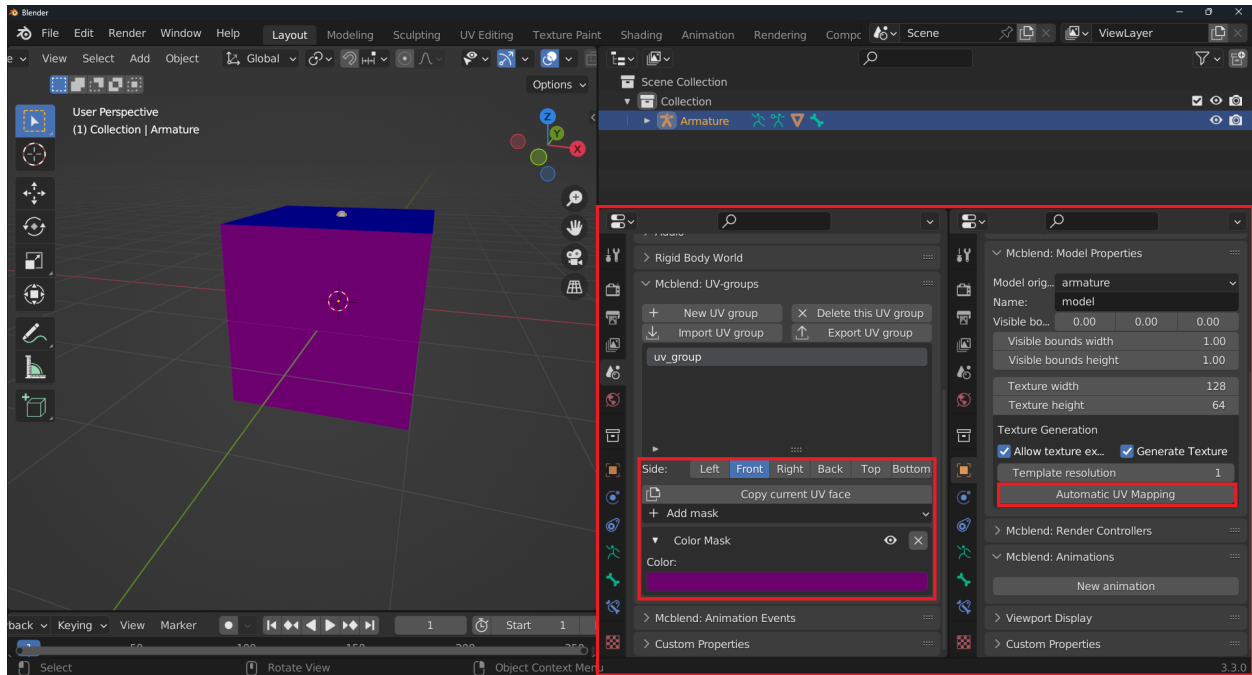 Blender
File Edit Render Window Help Layout Modeling Sculpting UV Editing Texture Paint Shading Animation Rendering Compc Scene ViewLayer
e View Select Add Object Global
Options
User Perspective
(1) Collection | Armature
Z
Y
X
Scene Collection
Collection
Armature
Rigid Body World
Mcblend: UV-groups
New UV group Delete this UV group
Import UV group Export UV group
uv_group
Side: Left Front Right Back Top Bottom
Copy current UV face
Add mask
Color Mask
Color:
Mcblend: Animation Events
Custom Properties
Mcblend: Model Properties
Model orig... armature
Name: model
Visible bo... 0.00 0.00 0.00
Visible bounds width 1.00
Visible bounds height 1.00
Texture width 128
Texture height 64
Texture Generation
Allow texture ex... Generate Texture
Template resolution 1
Automatic UV Mapping
Mcblend: Render Controllers
Mcblend: Animations
New animation
Viewport Display
Custom Properties
yback Keying View Marker 1 Start 1
1
Select Rotate View Object Context Menu
3.3.0